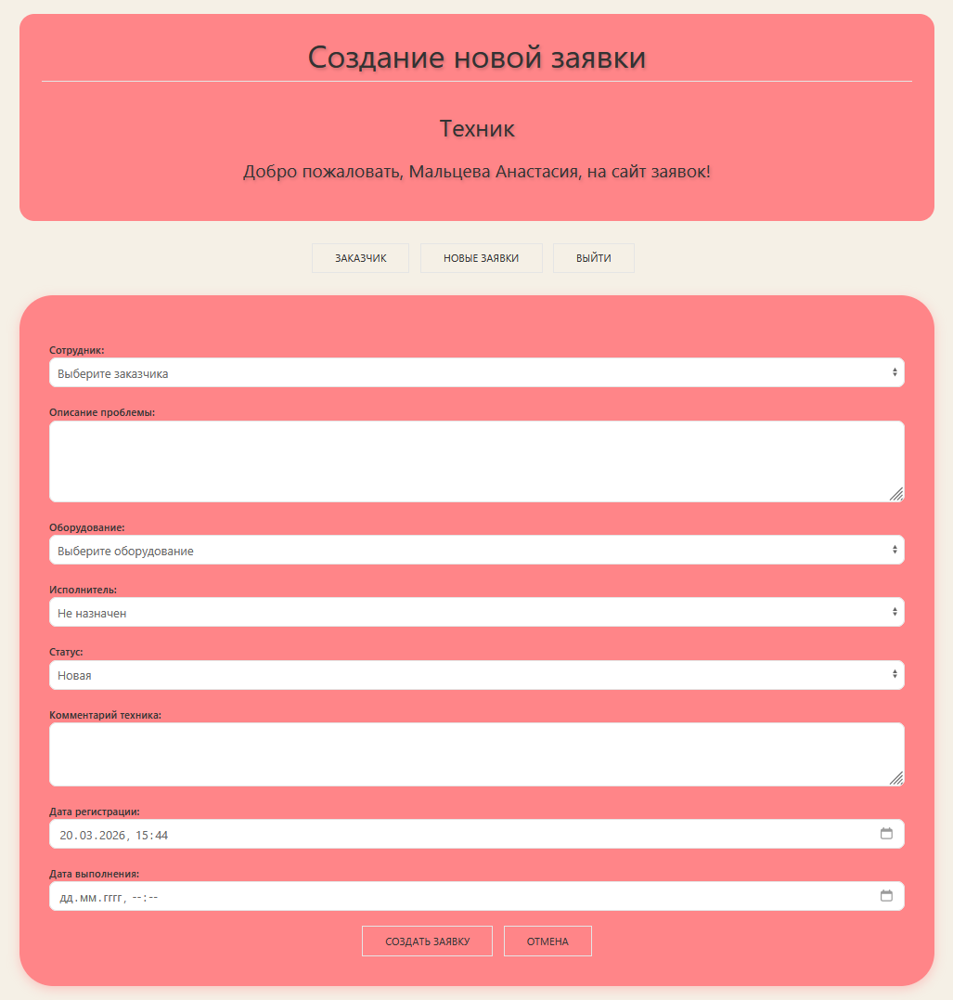 Создание новой заявки
Техник
Добро пожаловать, Мальцева Анастасия, на сайт заявок!
ЗАКАЗЧИК
НОВЫЕ ЗАЯВКИ
ВЫЙТИ
Сотрудник:
Выберите заказчика
Описание проблемы:
Оборудование:
Выберите оборудование
Исполнитель:
Не назначен
Статус:
Новая
Комментарий техника:
Дата регистрации:
20.03.2026, 15:44
Дата выполнения:
дд.мм.гггг, --:--
СОЗДАТЬ ЗАЯВКУ
ОТМЕНА